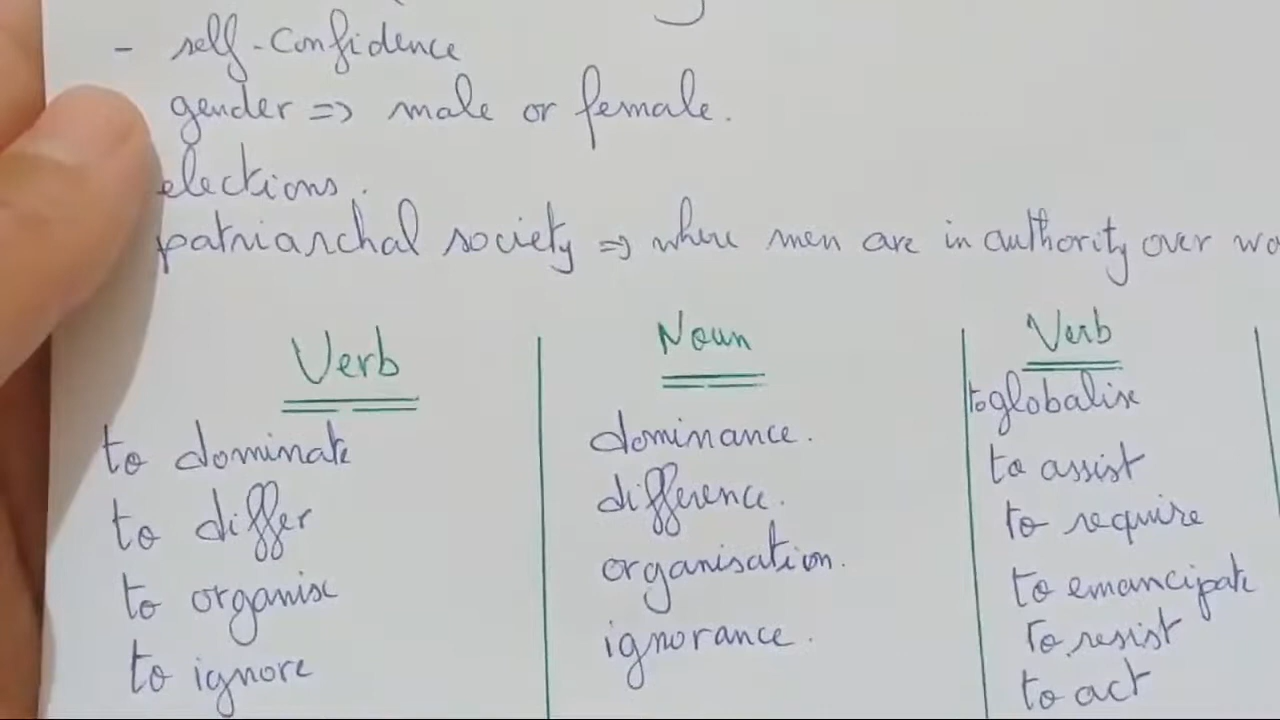 - self-confidence
gender => male or female.
elections.
patriarchal society => where men are in authority over
Verb Noun Verb
to globalise
to dominate dominance. to assist
to differ difference. to require
to organise organisation. to emancipate
to ignore ignorance. to resist
to act